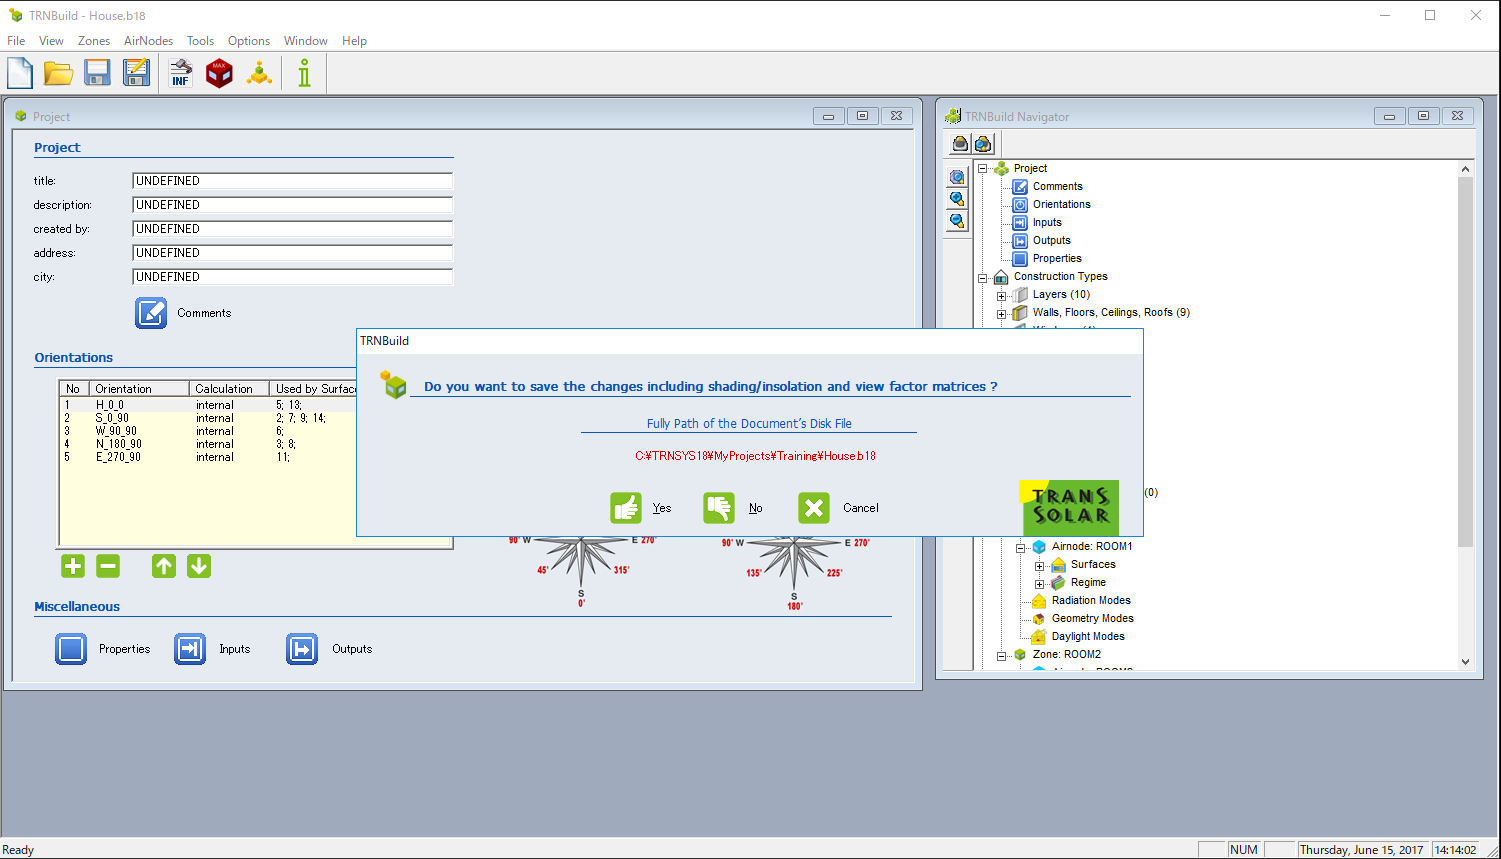 TRNBuild - House.b18
File View Zones AirNodes Tools Options Window Help
INF
MAX
Project
Project
title: UNDEFINED
description: UNDEFINED
created by: UNDEFINED
address: UNDEFINED
city: UNDEFINED
Comments
Orientations
No Orientation Calculation Used by Surface
1 H_0_0 internal 5; 13;
2 S_0_90 internal 2; 7; 9; 14;
3 W_90_90 internal 6;
4 N_180_90 internal 3; 8;
5 E_270_90 internal 11;
90' W E 270'
45' 315'
S
0'
90' W E 270'
135' 225'
S
180'
Miscellaneous
Properties Inputs Outputs
TRNBuild
Do you want to save the changes including shading/insolation and view factor matrices ?
Fully Path of the Document's Disk File
C:¥TRNSYS18¥MyProjects¥Training¥House.b18
Yes No Cancel
TRANS
SOLAR
TRNBuild Navigator
Project
Comments
Orientations
Inputs
Outputs
Properties
Construction Types
Layers (10)
Walls, Floors, Ceilings, Roofs (9)
(0)
Airnode: ROOM1
Surfaces
Regime
Radiation Modes
Geometry Modes
Daylight Modes
Zone: ROOM2
Ready NUM Thursday, June 15, 2017 14:14:02